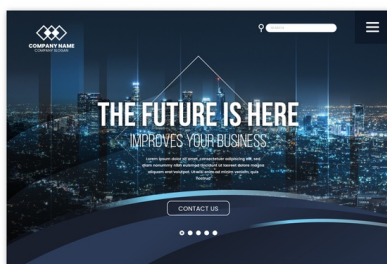 COMPANY NAME
COMPANY SLOGAN
THE FUTURE IS HERE
IMPROVES YOUR BUSINESS
Lorem ipsum dolor sit amet, consectetuer adipiscing elit, sed
diam nonummy nibh euismod tincidunt ut laoreet dolore magna
aliquam erat volutpat. Ut wisi enim ad minim veniam, quis
nostrud
CONTACT US